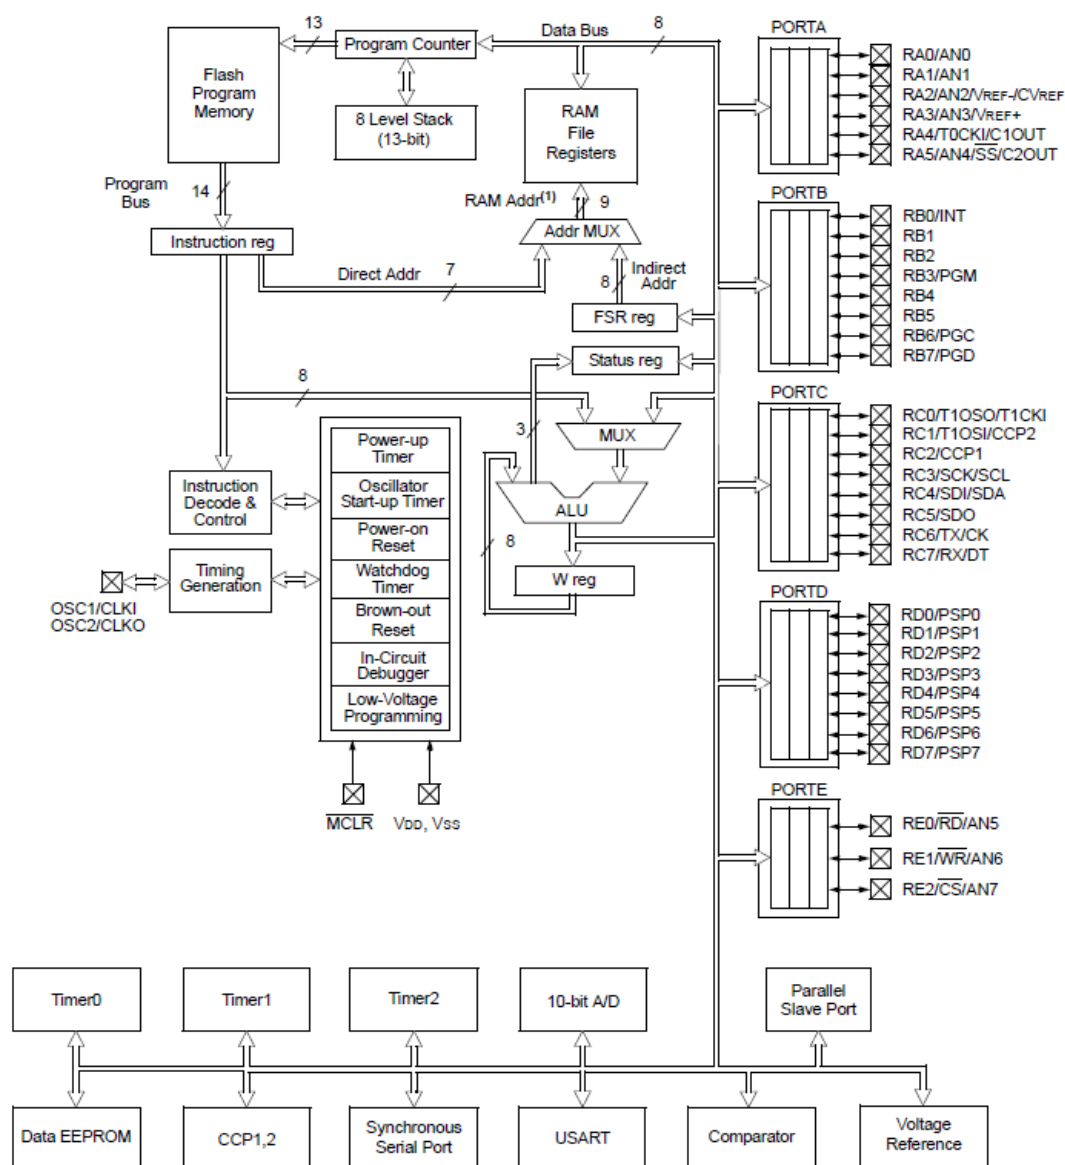 13
Data Bus
8
PORTA
Program Counter
Flash
Program
Memory
8 Level Stack
(13-bit)
RAM
File
Registers
RA0/AN0
RA1/AN1
RA2/AN2/VREF-/CVREF
RA3/AN3/VREF+
RA4/T0CKI/C1OUT
RA5/AN4/SS/C2OUT
Program
Bus
14
RAM Addr(1)
9
PORTB
Instruction reg
Addr MUX
Direct Addr
7
8
Indirect
Addr
FSR reg
RB0/INT
RB1
RB2
RB3/PGM
RB4
RB5
RB6/PGC
RB7/PGD
Status reg
8
3
MUX
PORTC
RC0/T1OSO/T1CKI
RC1/T1OSI/CCP2
RC2/CCP1
RC3/SCK/SCL
RC4/SDI/SDA
RC5/SDO
RC6/TX/CK
RC7/RX/DT
Power-up
Timer
Oscillator
Start-up Timer
Power-on
Reset
Watchdog
Timer
Brown-out
Reset
In-Circuit
Debugger
Low-Voltage
Programming
Instruction
Decode &
Control
ALU
8
W reg
Timing
Generation
OSC1/CLKI
OSC2/CLKO
MCLR
VDD, VSS
PORTD
RD0/PSP0
RD1/PSP1
RD2/PSP2
RD3/PSP3
RD4/PSP4
RD5/PSP5
RD6/PSP6
RD7/PSP7
PORTE
RE0/RD/AN5
RE1/WR/AN6
RE2/CS/AN7
Timer0
Timer1
Timer2
10-bit A/D
Parallel
Slave Port
Data EEPROM
CCP1,2
Synchronous
Serial Port
USART
Comparator
Voltage
Reference